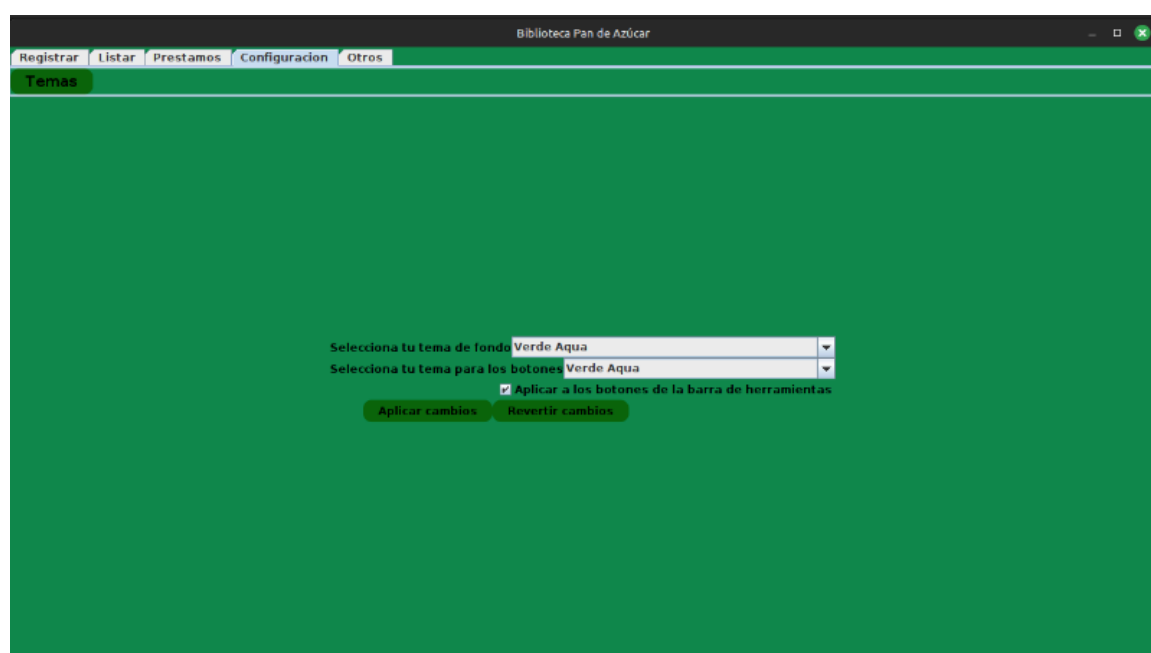 Biblioteca Pan de Azúcar
Registrar Listar Prestamos Configuracion Otros
Temas
Selecciona tu tema de fondo Verde Aqua
Selecciona tu tema para los botones Verde Aqua
Aplicar a los botones de la barra de herramientas
Aplicar cambios Revertir cambios